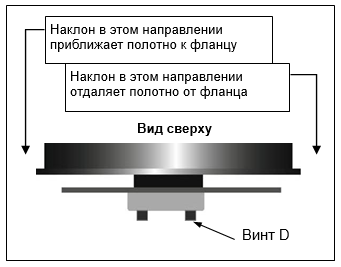 Наклон в этом направлении
приближает полотно к фланцу
Наклон в этом направлении
отдаляет полотно от фланца
Вид сверху
Винт D